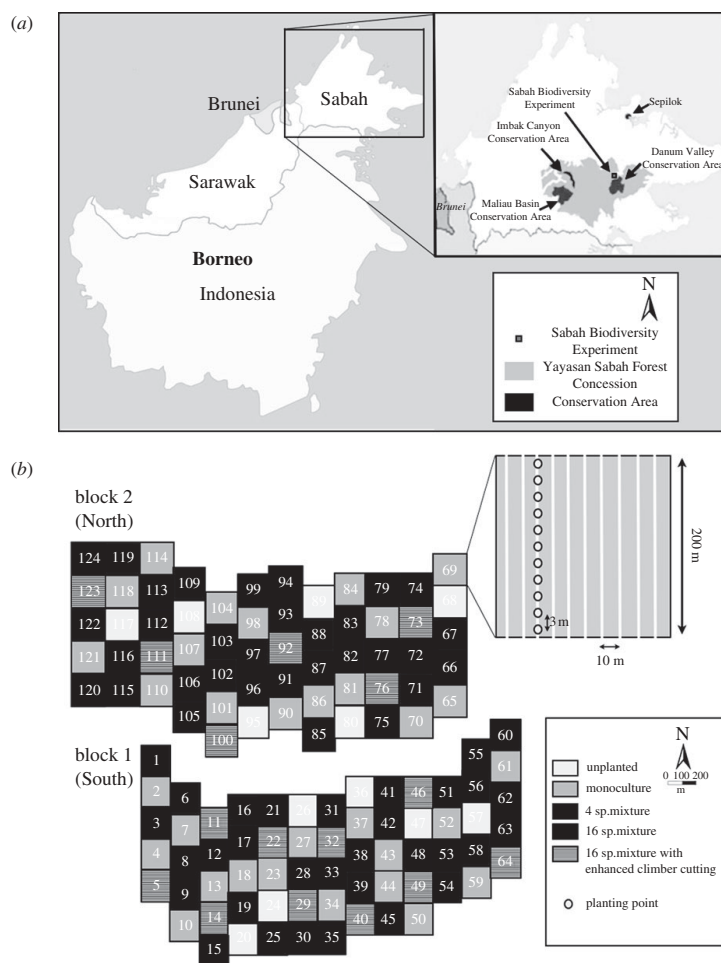 (a)
Brunei
Sabah
Sarawak
Borneo
Indonesia
Sabah Biodiversity
Experiment
Sepilok
Imbak Canyon
Conservation Area
Danum Valley
Conservation Area
Maliau Basin
Conservation Area
Brunei
N
Sabah Biodiversity
Experiment
Yayasan Sabah Forest
Concession
Conservation Area
(b)
block 2
(North)
124 119 114
123 118 113 109
122 117 112 108 104 99 94 89 84 79 74 69
121 116 111 107 103 98 93 88 83 78 73 68
120 115 110 106 102 97 92 87 82 77 72 67
105 101 96 91 86 81 76 71 66
100 95 90 85 80 75 70 65
200 m
3m
10 m
block 1
(South)
1
2 6
3 7 11 16 21 26 31 36 41 46 51 55 60
4 8 12 17 22 27 32 37 42 47 52 56 61
5 9 13 18 23 28 33 38 43 48 53 57 62
10 14 19 24 29 34 39 44 49 54 58 63
15 20 25 30 35 40 45 50 59 64
unplanted
monoculture
4 sp.mixture
16 sp.mixture
16 sp.mixture with
enhanced climber cutting
planting point
N
0 100 200
m